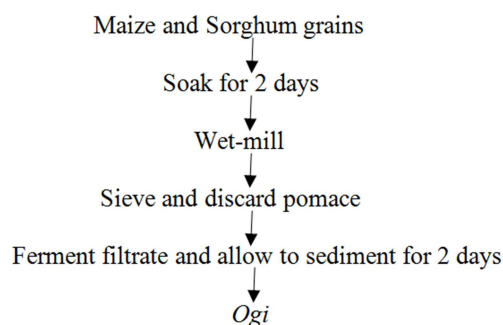 Maize and Sorghum grains
Soak for 2 days
Wet-mill
Sieve and discard pomace
Ferment filtrate and allow to sediment for 2 days
Ogi